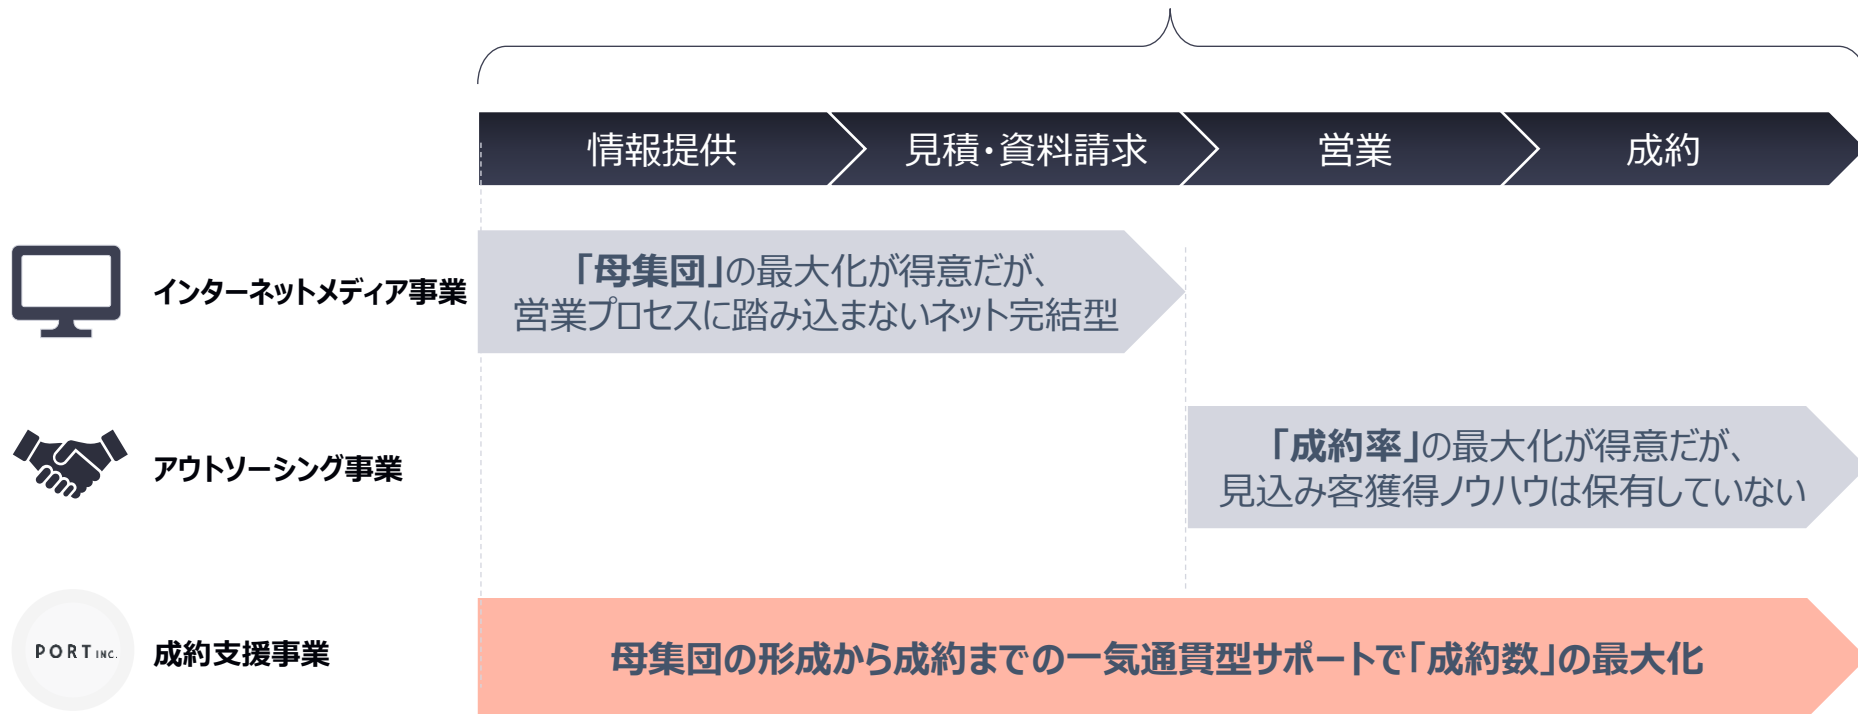 情報提供
見積・資料請求
営業
成約
インターネットメディア事業
「母集団」の最大化が得意だが、
営業プロセスに踏み込まないネット完結型
アウトソーシング事業
「成約率」の最大化が得意だが、
見込み客獲得ノウハウは保有していない
PORT INC.
成約支援事業
母集団の形成から成約までの一気通貫型サポートで「成約数」の最大化